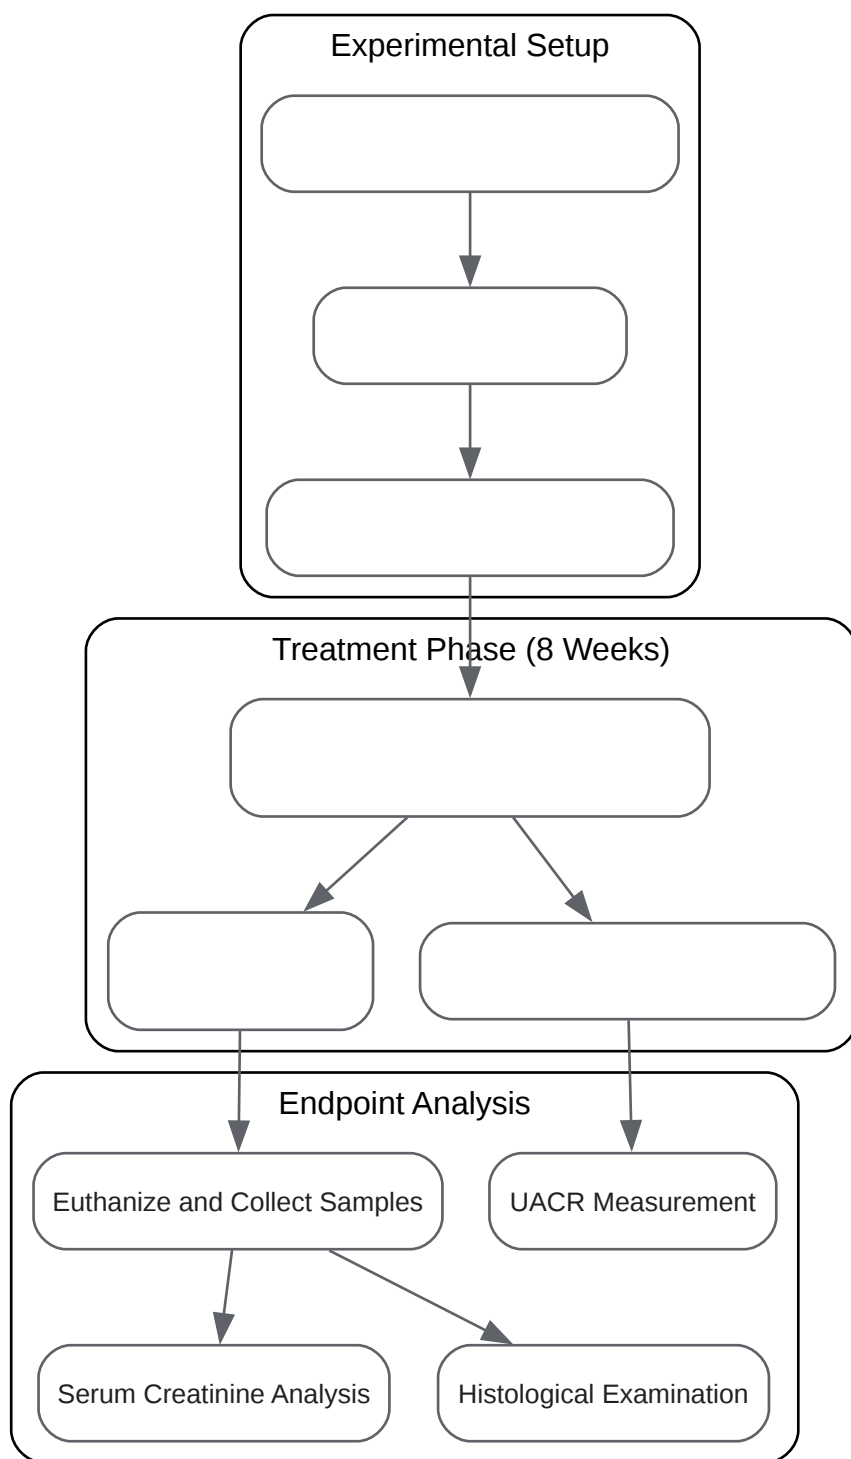 Experimental Setup
Treatment Phase (8 Weeks)
Endpoint Analysis
Euthanize and Collect Samples
UACR Measurement
Serum Creatinine Analysis
Histological Examination